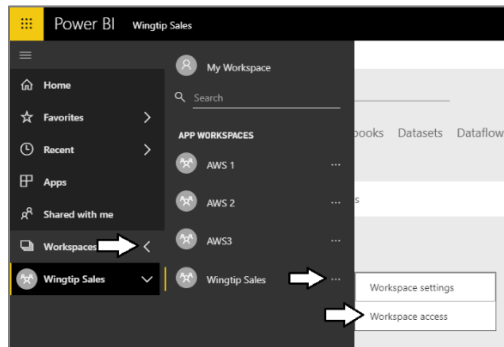 Power BI Wingtip Sales
Home
Favorites
Recent
Apps
Shared with me
Workspaces
Wingtip Sales
My Workspace
Search
APP WORKSPACES
AWS 1
AWS 2
AWS3
Wingtip Sales
ooks Datasets Dataflow
s
Workspace settings
Workspace access